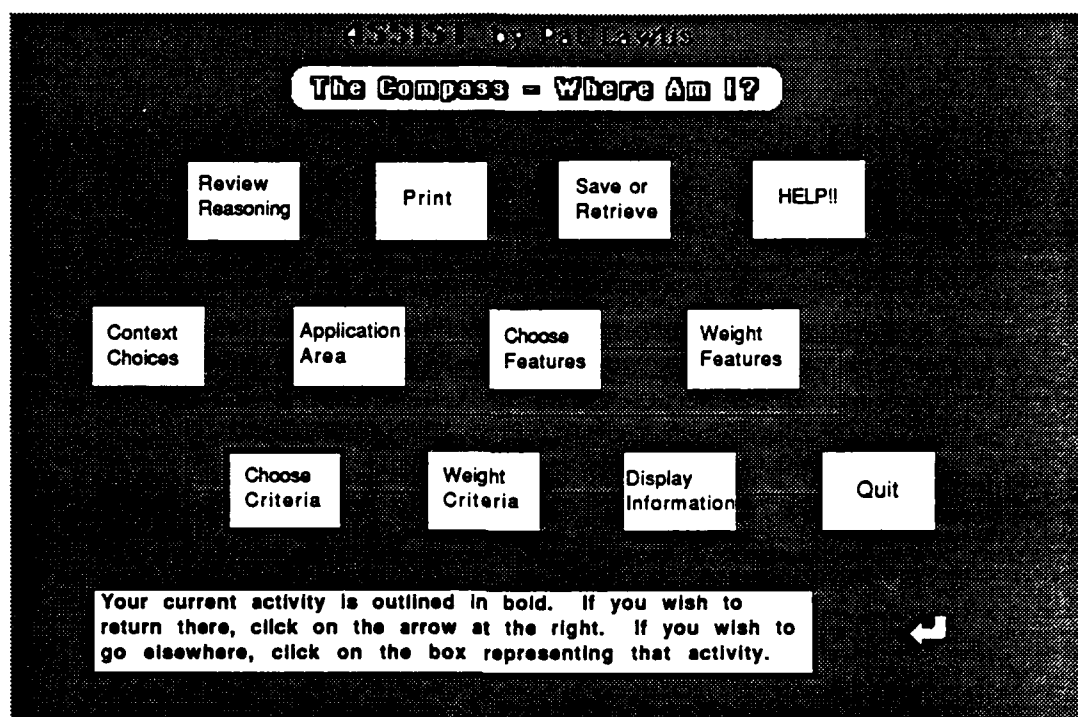 by Pat Lawlis
The Compass - Where Am I?
Review
Reasoning
Print
Save or
Retrieve
HELP!!
Context
Choices
Application
Area
Choose
Features
Weight
Features
Choose
Criteria
Weight
Criteria
Display
Information
Quit
Your current activity is outlined in bold. If you wish to
return there, click on the arrow at the right. If you wish to
go elsewhere, click on the box representing that activity.